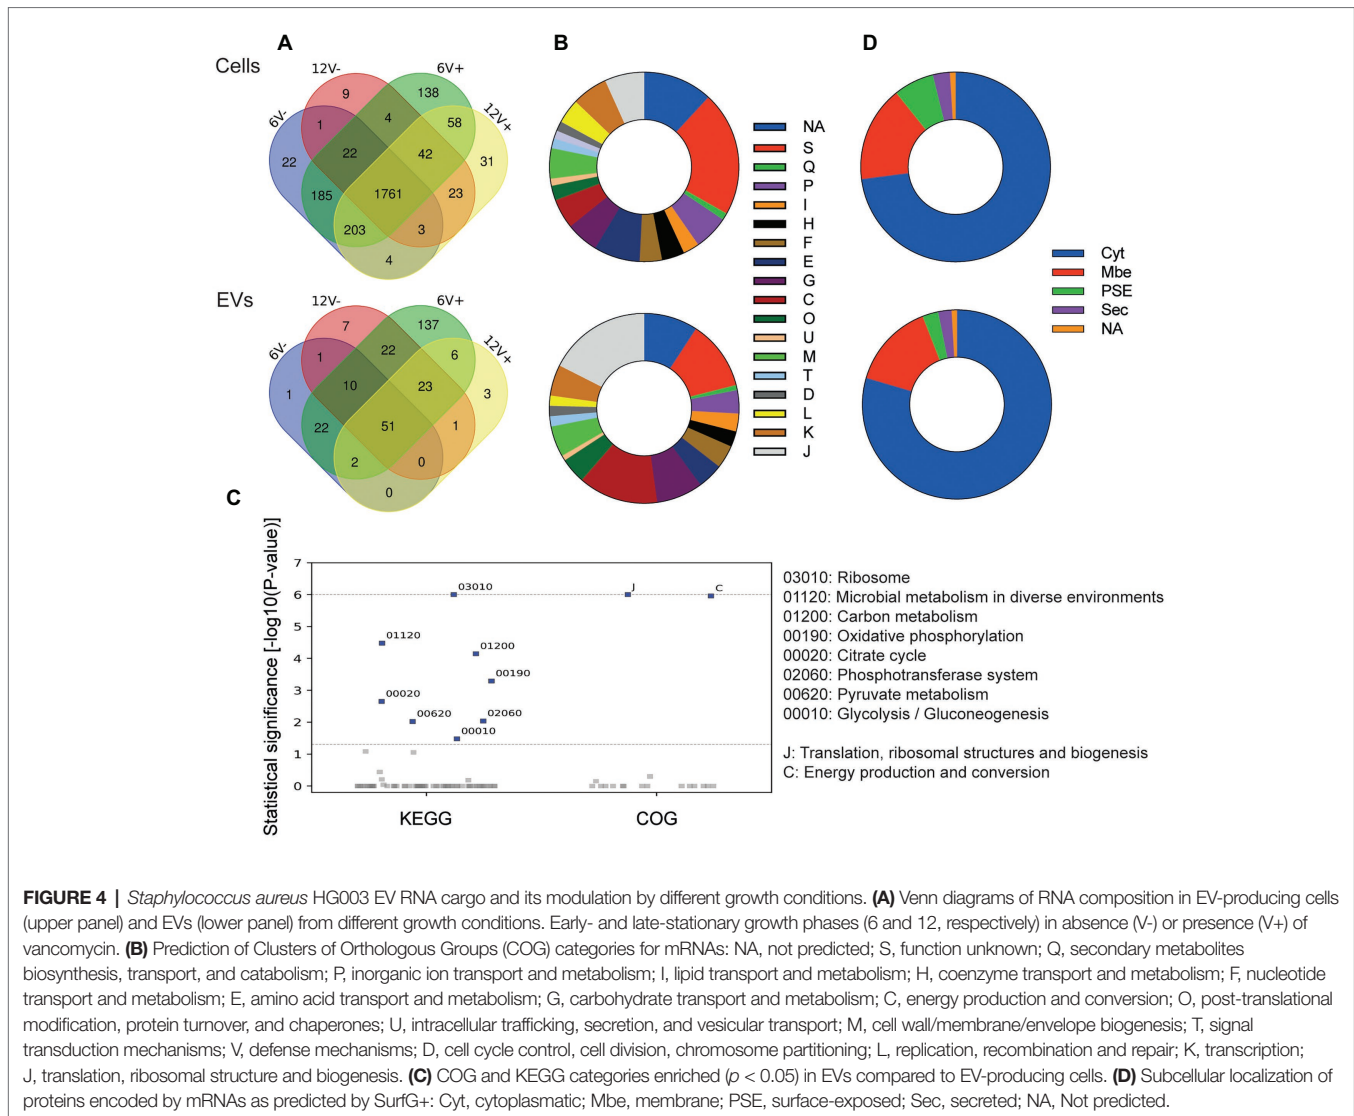 A
B
D
Cells
12V-
6V+
6V-
12V+
9
138
1
4
58
22
22
42
31
185
1761
23
203
3
4
EVs
12V-
6V+
6V-
12V+
7
137
1
22
6
1
10
23
3
22
51
1
2
0
0
NA
S
Q
P
I
H
F
E
G
C
O
U
M
T
D
L
K
J
Cyt
Mbe
PSE
Sec
NA
C
Statistical significance [-log10(P-value)]
7
6
5
4
3
2
1
0
03010
J
C
01120
01200
00190
00020
00620
02060
00010
KEGG
COG
03010: Ribosome
01120: Microbial metabolism in diverse environments
01200: Carbon metabolism
00190: Oxidative phosphorylation
00020: Citrate cycle
02060: Phosphotransferase system
00620: Pyruvate metabolism
00010: Glycolysis / Gluconeogenesis
J: Translation, ribosomal structures and biogenesis
C: Energy production and conversion
FIGURE 4 | Staphylococcus aureus HG003 EV RNA cargo and its modulation by different growth conditions. (A) Venn diagrams of RNA composition in EV-producing cells
(upper panel) and EVs (lower panel) from different growth conditions. Early- and late-stationary growth phases (6 and 12, respectively) in absence (V-) or presence (V+) of
vancomycin. (B) Prediction of Clusters of Orthologous Groups (COG) categories for mRNAs: NA, not predicted; S, function unknown; Q, secondary metabolites
biosynthesis, transport, and catabolism; P, inorganic ion transport and metabolism; I, lipid transport and metabolism; H, coenzyme transport and metabolism; F, nucleotide
transport and metabolism; E, amino acid transport and metabolism; G, carbohydrate transport and metabolism; C, energy production and conversion; O, post-translational
modification, protein turnover, and chaperones; U, intracellular trafficking, secretion, and vesicular transport; M, cell wall/membrane/envelope biogenesis; T, signal
transduction mechanisms; V, defense mechanisms; D, cell cycle control, cell division, chromosome partitioning; L, replication, recombination and repair; K, transcription;
J, translation, ribosomal structure and biogenesis. (C) COG and KEGG categories enriched (p < 0.05) in EVs compared to EV-producing cells. (D) Subcellular localization of
proteins encoded by mRNAs as predicted by SurfG+: Cyt, cytoplasmatic; Mbe, membrane; PSE, surface-exposed; Sec, secreted; NA, Not predicted.